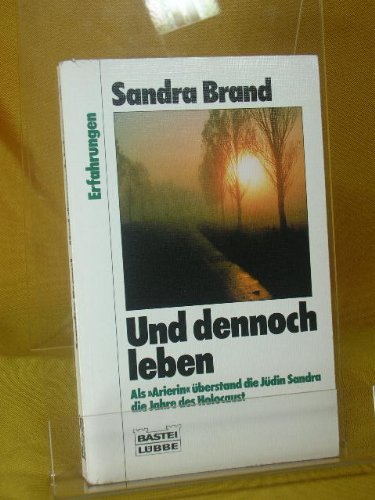 Sandra Brand
Erfahrungen
Und dennoch
leben
Als »Arierin« überstand die Jüdin Sandra
die Jahre des Holocaust
BASTEI
LÜBBE